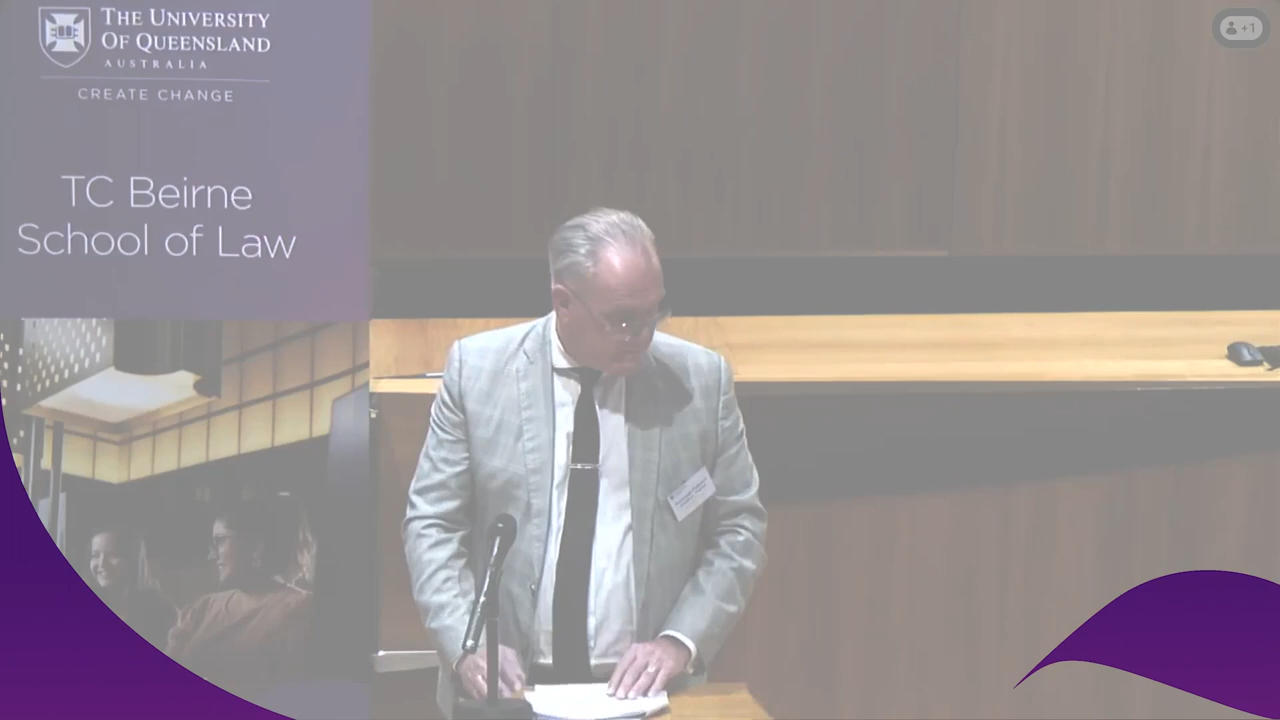 THE UNIVERSITY
OF QUEENSLAND
AUSTRALIA
CREATE CHANGE
TC Beirne
School of Law
+1